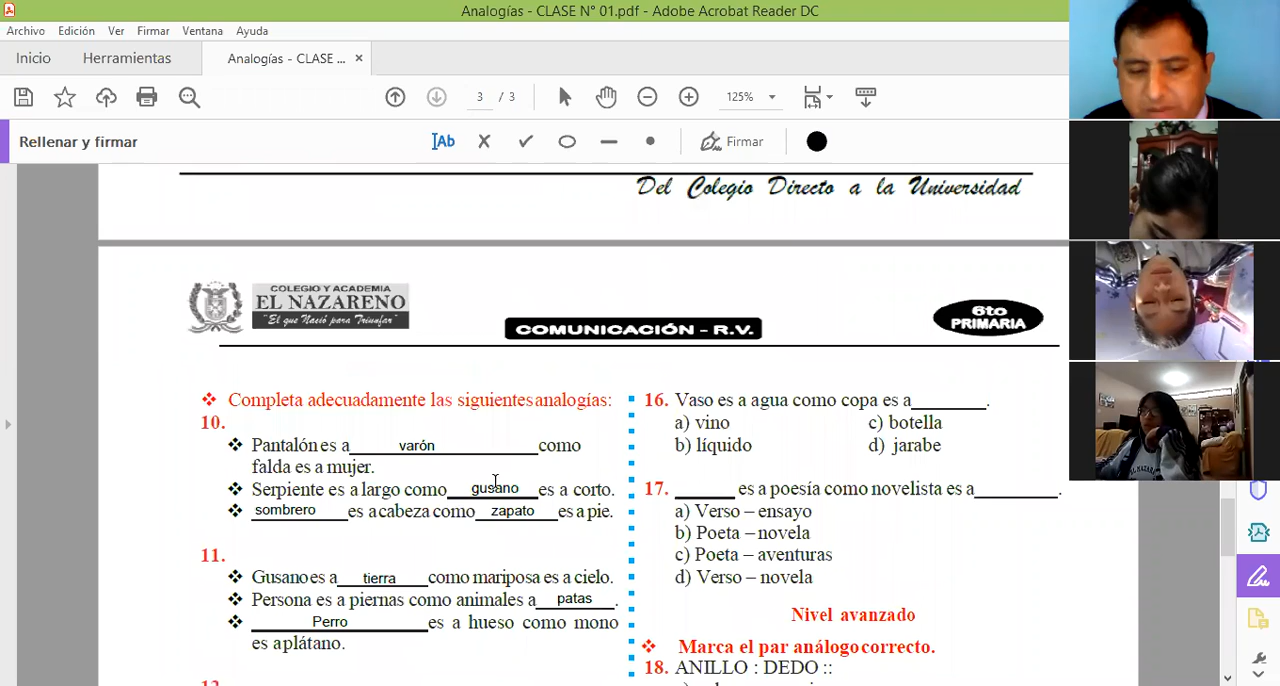 Analogías - CLASE N° 01.pdf - Adobe Acrobat Reader DC
Archivo Edición Ver Firmar Ventana Ayuda
Inicio Herramientas Analogías - CLASE ... ×
3 / 3 125%
Rellenar y firmar Ab Firmar
Del Colegio Directo a la Universidad
COLEGIO Y ACADEMIA
EL NAZARENO
"El que Nació para Triunfar"
COMUNICACIÓN - R.V.
6to
PRIMARIA
Completa adecuadamente las siguientes analogías:
10.
Pantalón es a varón como
falda es a mujer.
Serpiente es a largo como gusano es a corto.
sombrero es a cabeza como zapato es a pie.
11.
Gusano es a tierra como mariposa es a cielo.
Persona es a piernas como animales a patas.
Perro es a hueso como mono
es a plátano.
16. Vaso es a agua como copa es a________.
a) vino c) botella
b) líquido d) jarabe
17. ______ es a poesía como novelista es a_________.
a) Verso – ensayo
b) Poeta – novela
c) Poeta – aventuras
d) Verso – novela
Nivel avanzado
Marca el par análogo correcto.
18. ANILLO : DEDO ::